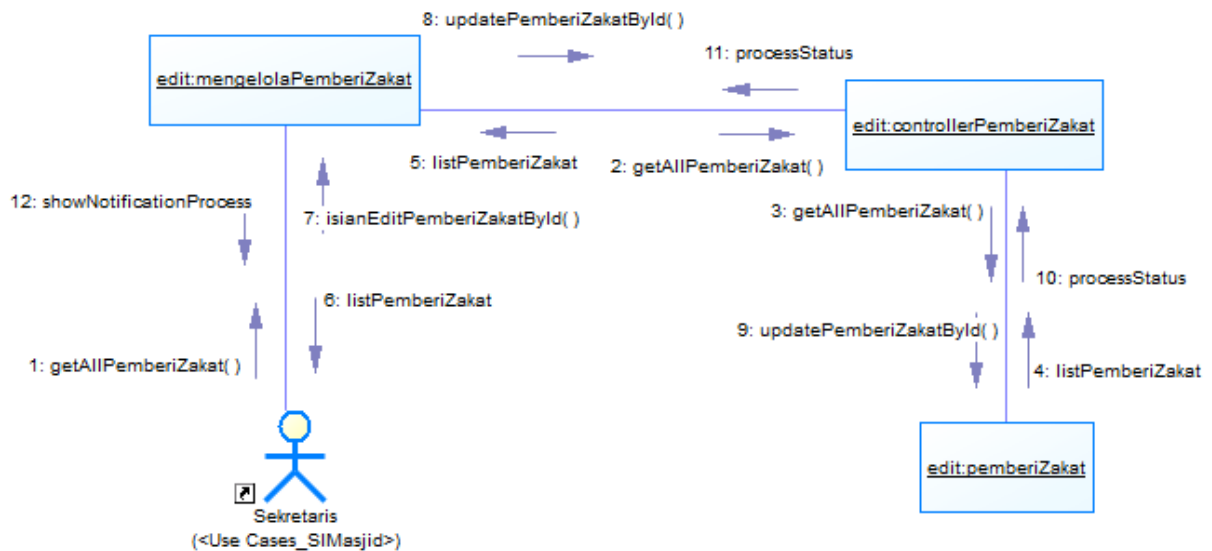 8: updatePemberiZakatById( )
11: processStatus
edit:mengelolaPemberiZakat
edit:controllerPemberiZakat
5: listPemberiZakat
2: getAllPemberiZakat( )
12: showNotificationProcess
7: isianEditPemberiZakatById( )
3: getAllPemberiZakat( )
10: processStatus
6: listPemberiZakat
9: updatePemberiZakatById( )
1: getAllPemberiZakat( )
4: listPemberiZakat
edit:pemberiZakat
Sekretaris
(<Use Cases_SIMasjid>)